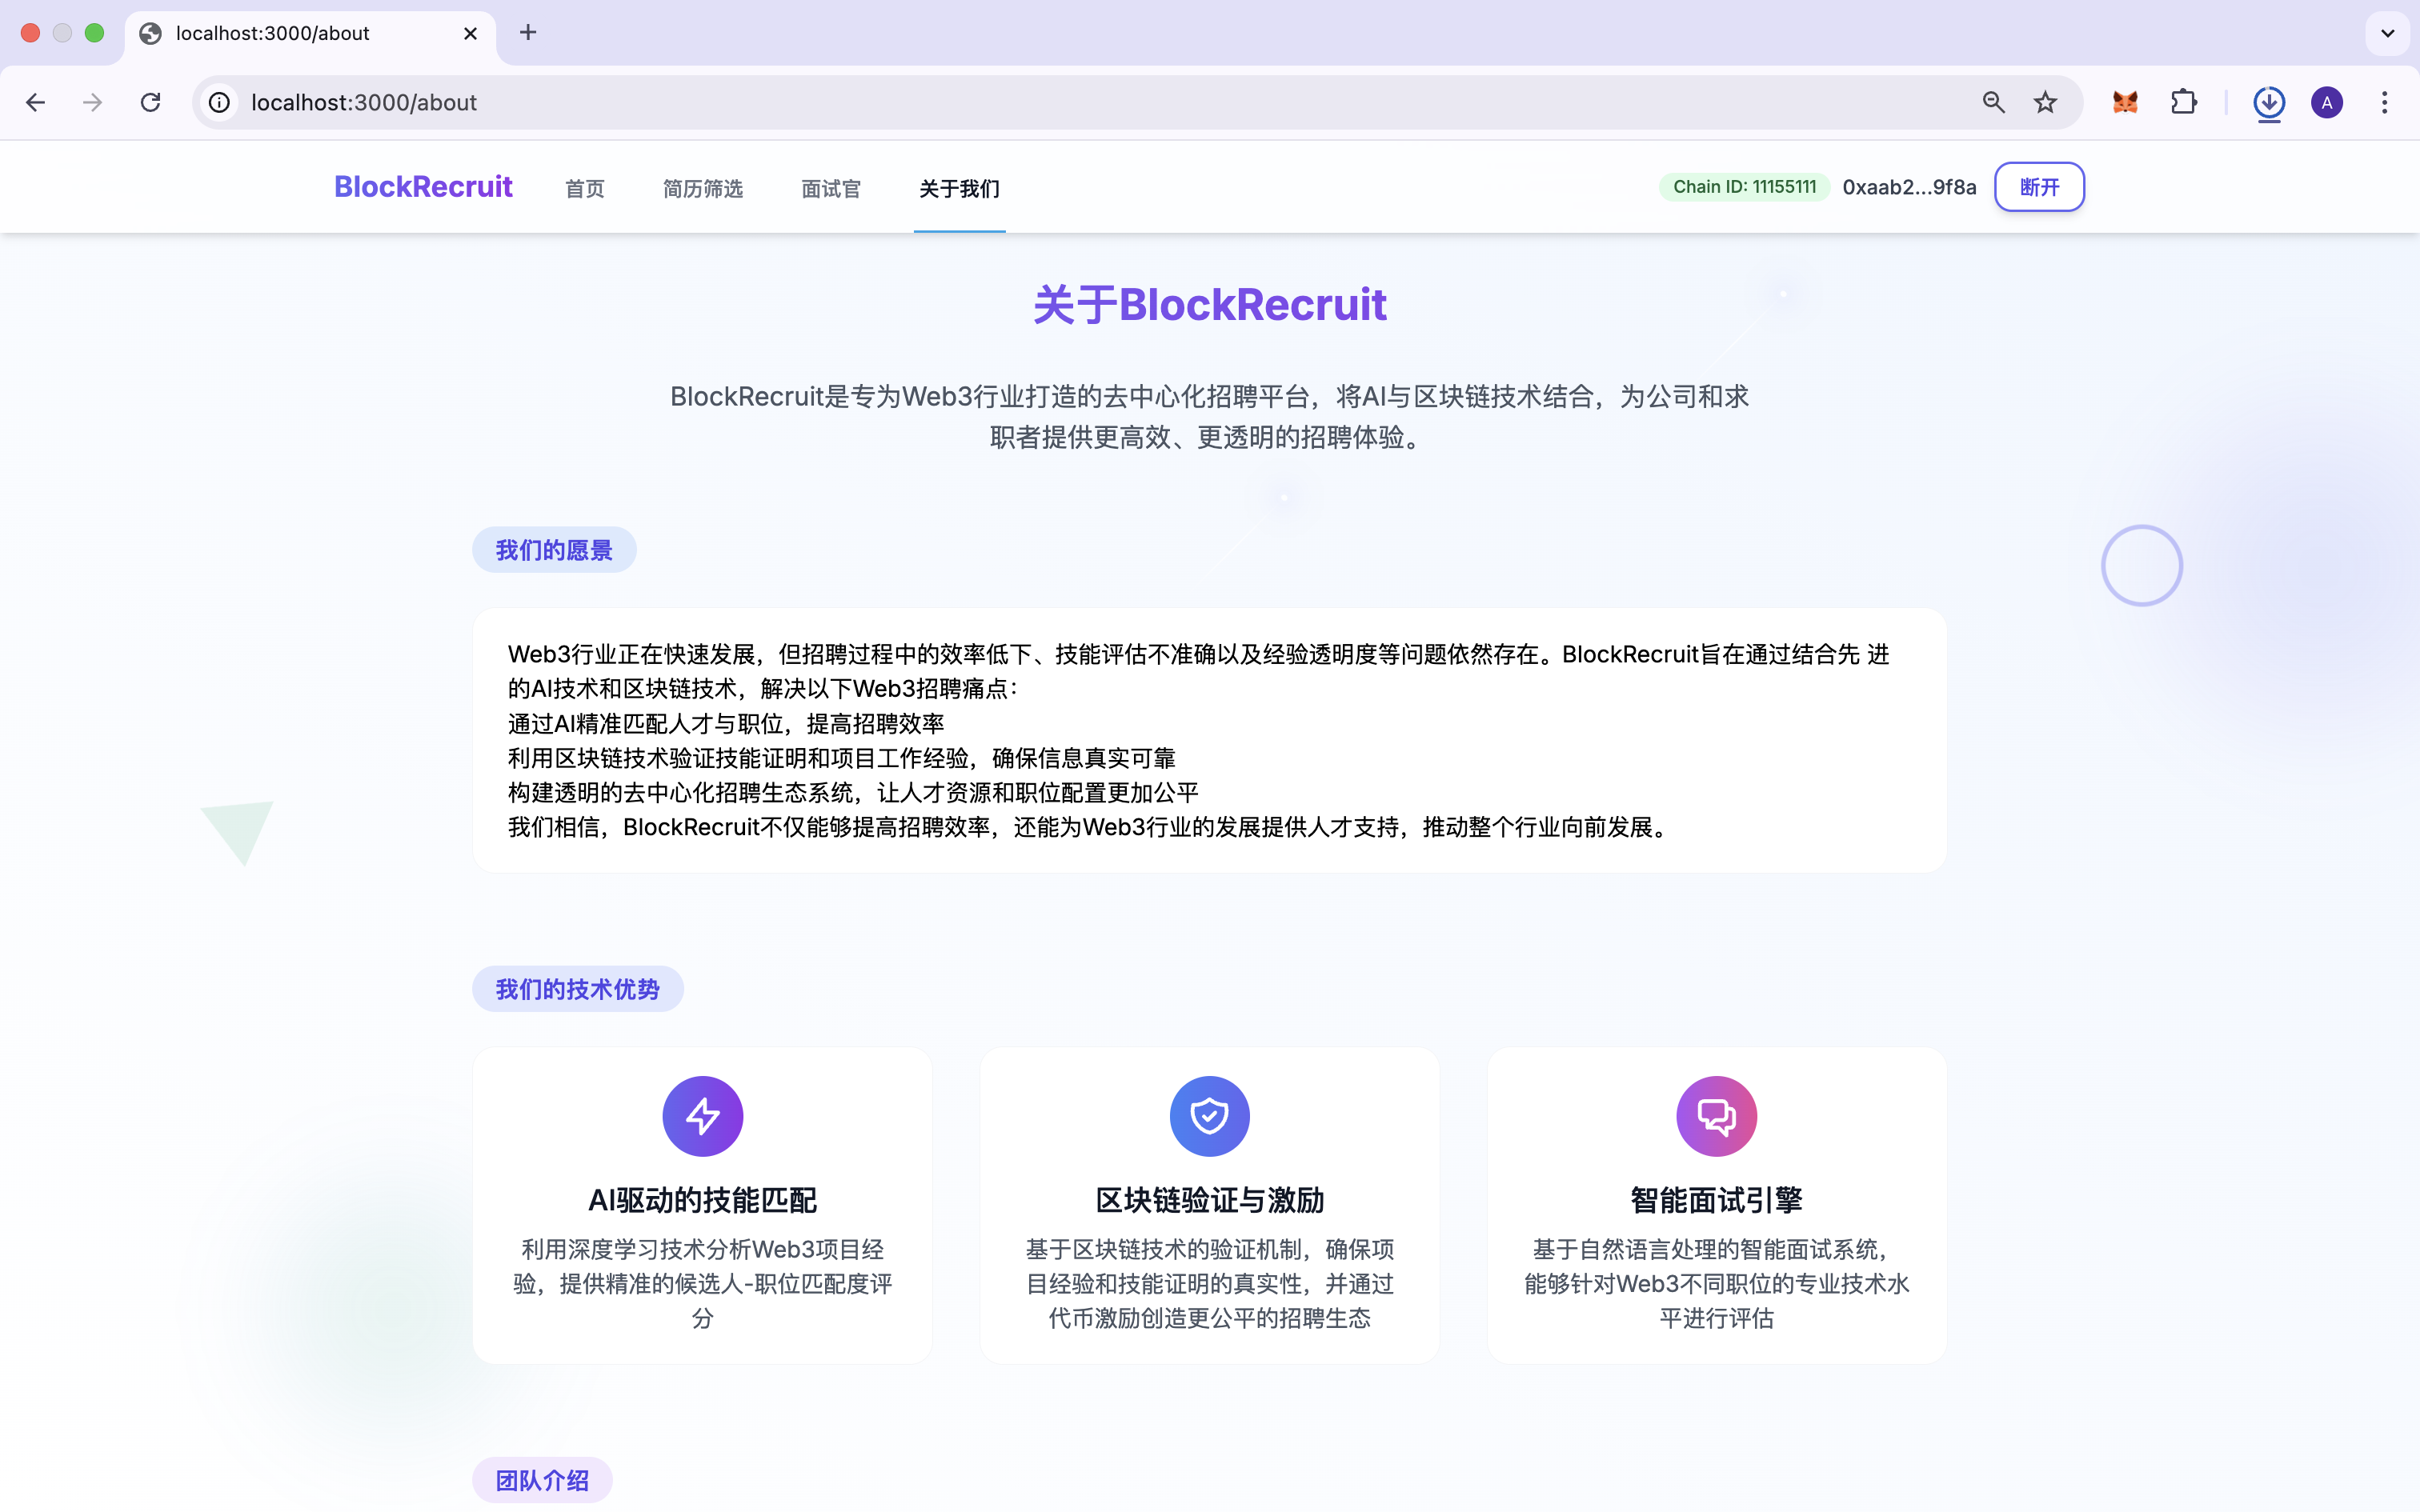 localhost:3000/about
localhost:3000/about
A
BlockRecruit
首页
简历筛选
面试官
关于我们
Chain ID: 11155111
0xaab2...9f8a
断开
关于BlockRecruit
BlockRecruit是专为Web3行业打造的去中心化招聘平台，将AI与区块链技术结合，为公司和求
职者提供更高效、更透明的招聘体验。
我们的愿景
Web3行业正在快速发展，但招聘过程中的效率低下、技能评估不准确以及经验透明度等问题依然存在。BlockRecruit旨在通过结合先 进
的AI技术和区块链技术，解决以下Web3招聘痛点：
通过AI精准匹配人才与职位，提高招聘效率
利用区块链技术验证技能证明和项目工作经验，确保信息真实可靠
构建透明的去中心化招聘生态系统，让人才资源和职位配置更加公平
我们相信，BlockRecruit不仅能够提高招聘效率，还能为Web3行业的发展提供人才支持，推动整个行业向前发展。
我们的技术优势
AI驱动的技能匹配
利用深度学习技术分析Web3项目经
验，提供精准的候选人-职位匹配度评
分
区块链验证与激励
基于区块链技术的验证机制，确保项
目经验和技能证明的真实性，并通过
代币激励创造更公平的招聘生态
智能面试引擎
基于自然语言处理的智能面试系统，
能够针对Web3不同职位的专业技术水
平进行评估
团队介绍